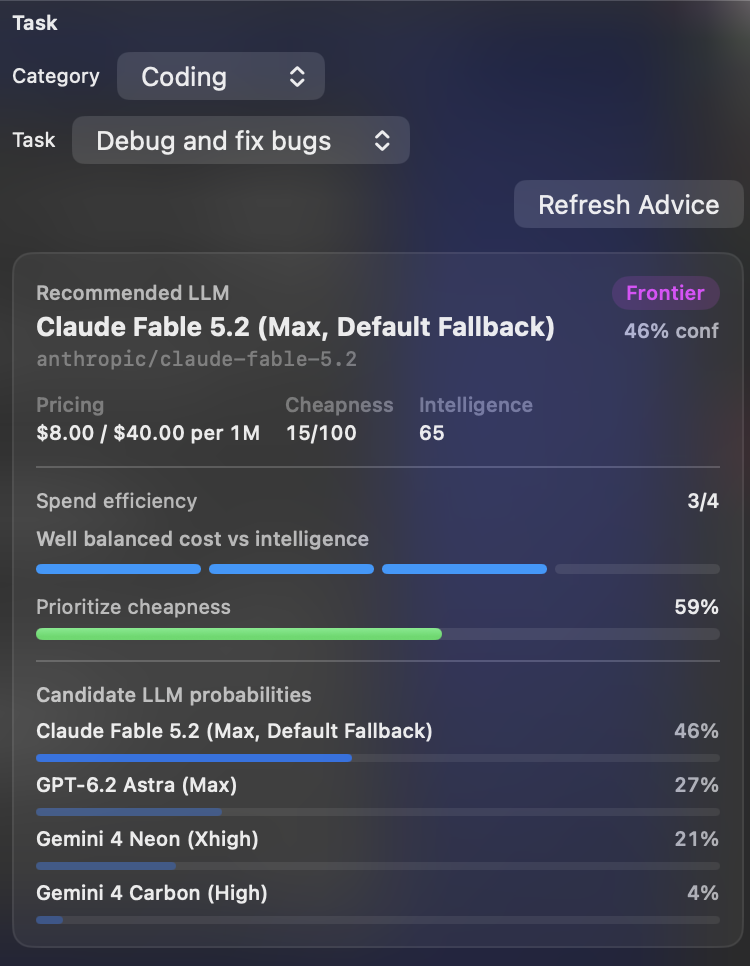 Task
Category Coding
Task Debug and fix bugs
Refresh Advice
Recommended LLM Frontier
Claude Fable 5.2 (Max, Default Fallback) 46% conf
anthropic/claude-fable-5.2
Pricing Cheapness Intelligence
$8.00 / $40.00 per 1M 15/100 65
Spend efficiency 3/4
Well balanced cost vs intelligence
Prioritize cheapness 59%
Candidate LLM probabilities
Claude Fable 5.2 (Max, Default Fallback) 46%
GPT-6.2 Astra (Max) 27%
Gemini 4 Neon (Xhigh) 21%
Gemini 4 Carbon (High) 4%